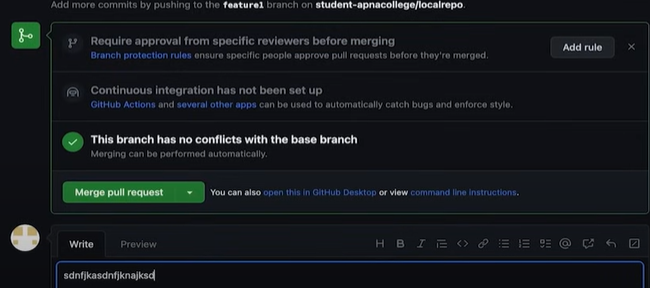 Add more commits by pushing to the feature1 branch on student-apnacollege/localrepo.
Require approval from specific reviewers before merging
Branch protection rules ensure specific people approve pull requests before they're merged.
Add rule
Continuous integration has not been set up
GitHub Actions and several other apps can be used to automatically catch bugs and enforce style.
This branch has no conflicts with the base branch
Merging can be performed automatically.
Merge pull request
You can also open this in GitHub Desktop or view command line instructions.
Write
Preview
sdnfjkasdnfjknajksd